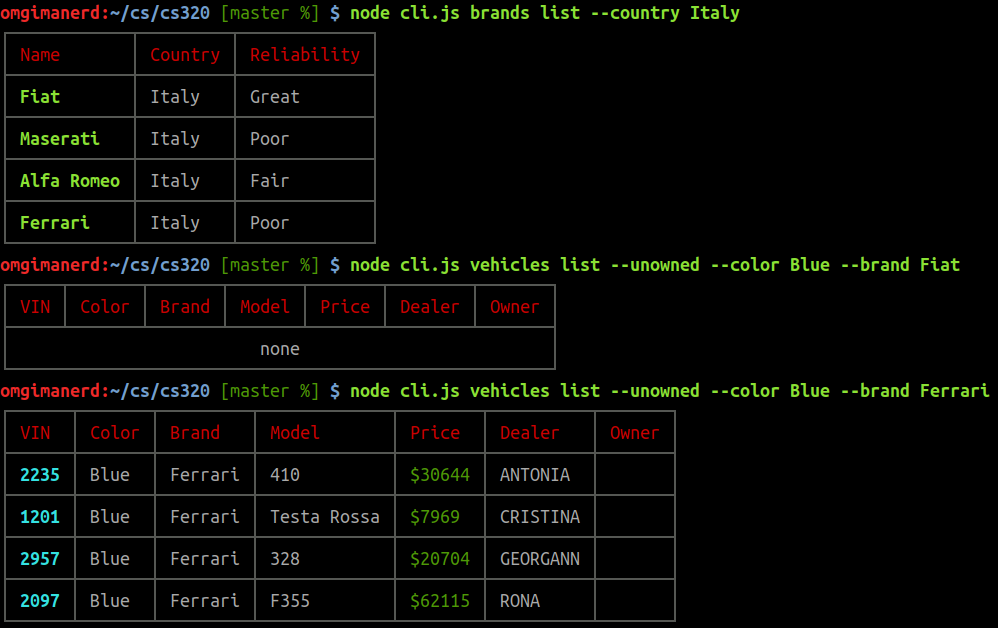 omgimanerd:~/cs/cs320 [master %] $ node cli.js brands list --country Italy
Name Country Reliability
Fiat Italy Great
Maserati Italy Poor
Alfa Romeo Italy Fair
Ferrari Italy Poor
omgimanerd:~/cs/cs320 [master %] $ node cli.js vehicles list --unowned --color Blue --brand Fiat
VIN Color Brand Model Price Dealer Owner
none
omgimanerd:~/cs/cs320 [master %] $ node cli.js vehicles list --unowned --color Blue --brand Ferrari
VIN Color Brand Model Price Dealer Owner
2235 Blue Ferrari 410 $30644 ANTONIA
1201 Blue Ferrari Testa Rossa $7969 CRISTINA
2957 Blue Ferrari 328 $20704 GEORGANN
2097 Blue Ferrari F355 $62115 RONA